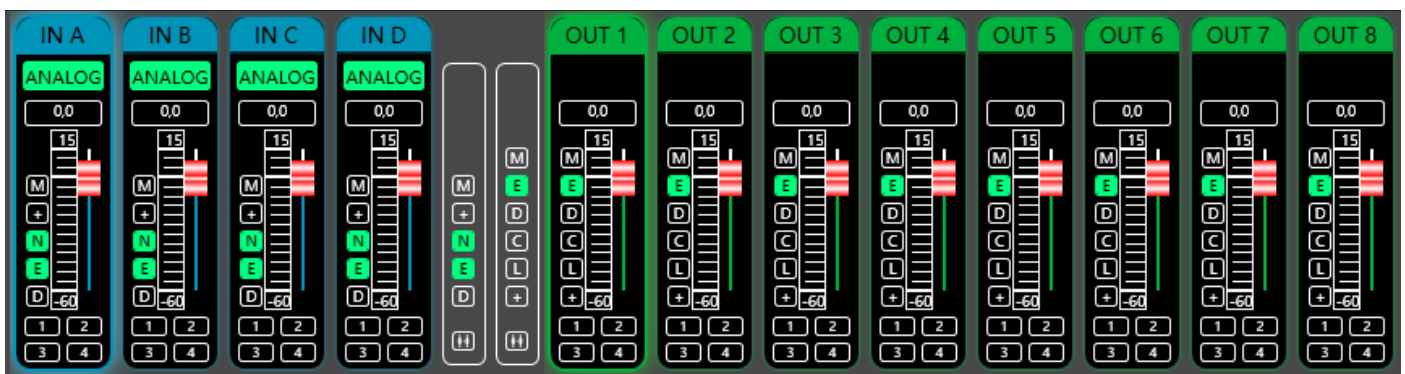 IN A IN B IN C IN D OUT 1 OUT 2 OUT 3 OUT 4 OUT 5 OUT 6 OUT 7 OUT 8
ANALOG ANALOG ANALOG ANALOG
0,0 0,0 0,0 0,0 0,0 0,0 0,0 0,0 0,0 0,0 0,0 0,0
15 15 15 15 15 15 15 15 15 15 15 15
M M M M M M M M M
M M M M M E E E E E E E E E
+ + + + + D D D D D D D D D
N N N N N C C C C C C C C C
E E E E E L L L L L L L L L
D -60 D -60 D -60 D -60 D + + -60 + -60 + -60 + -60 + -60 + -60 + -60 + -60
1 2 1 2 1 2 1 2 1 2 1 2 1 2 1 2 1 2 1 2 1 2 1 2
3 4 3 4 3 4 3 4 3 4 3 4 3 4 3 4 3 4 3 4 3 4 3 4